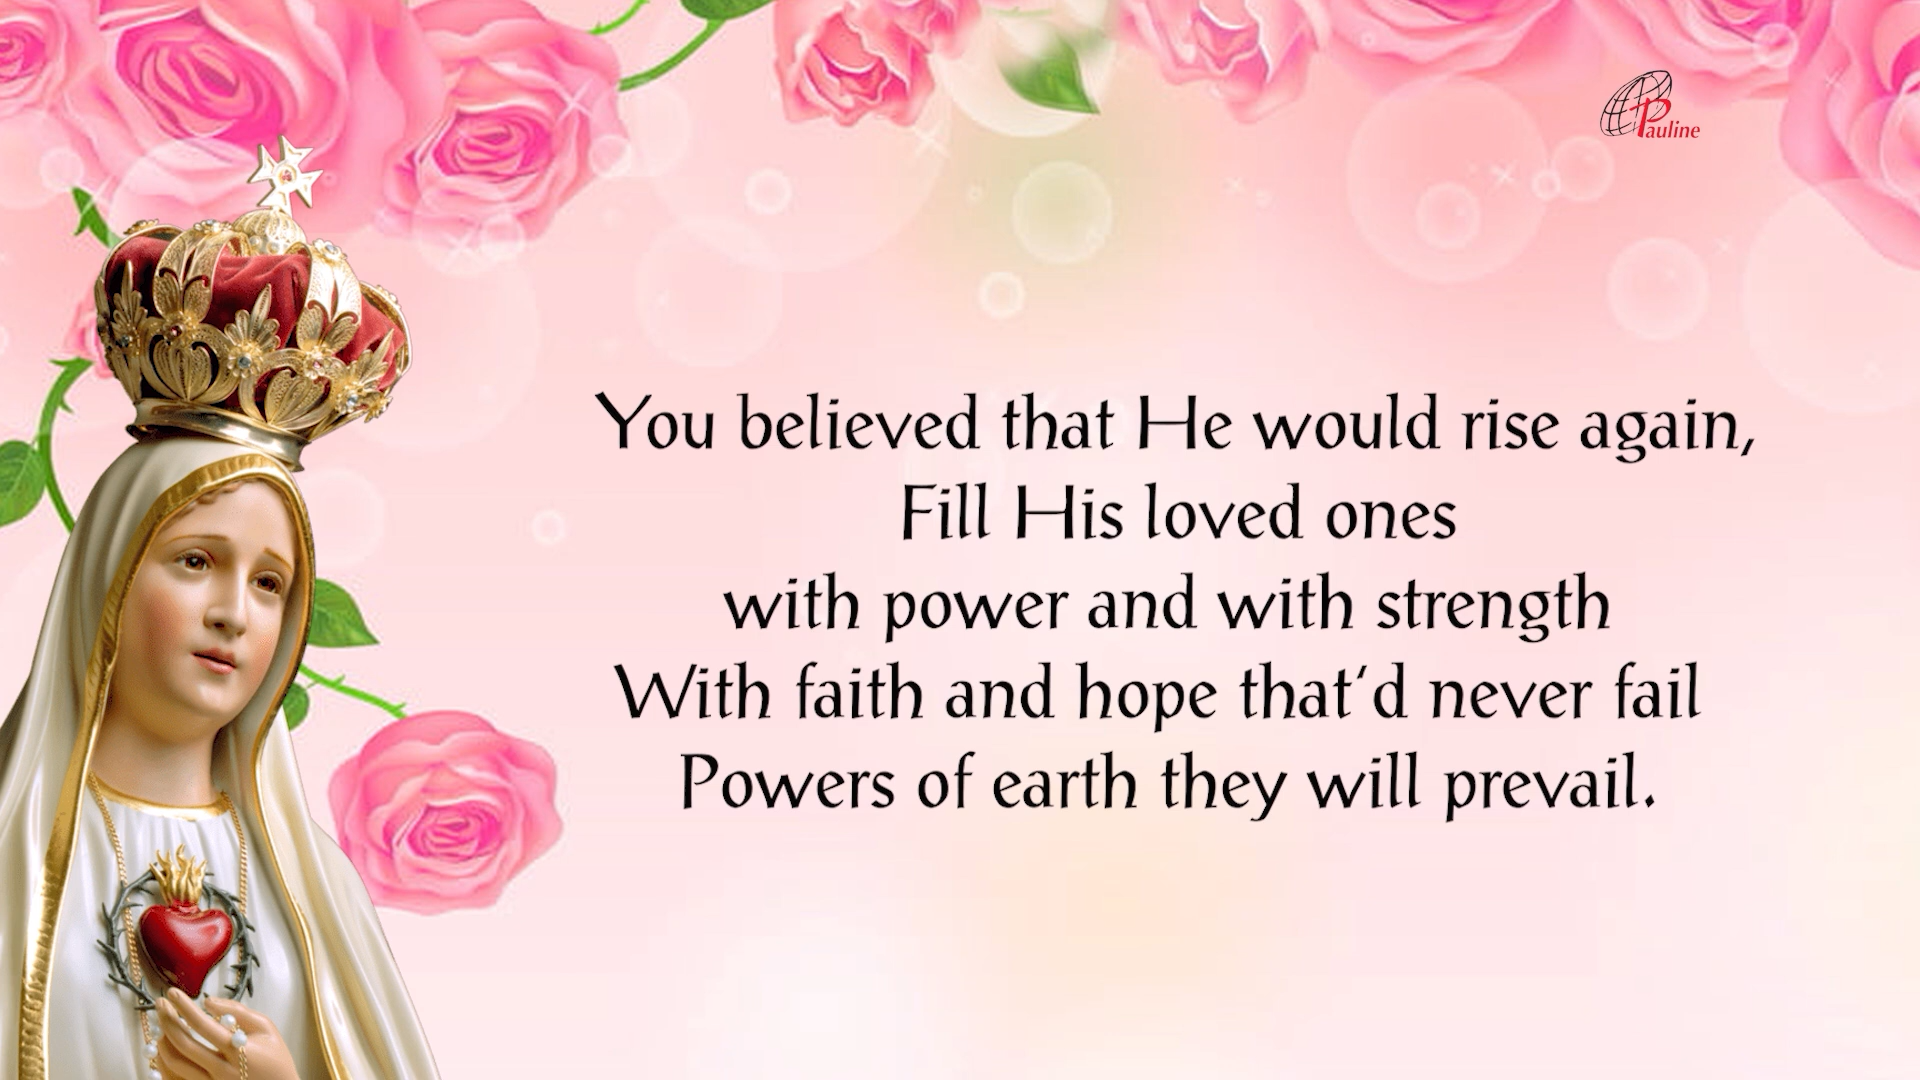 Pauline
You believed that He would rise again,
Fill His loved ones
with power and with strength
With faith and hope that'd never fail
Powers of earth they will prevail.